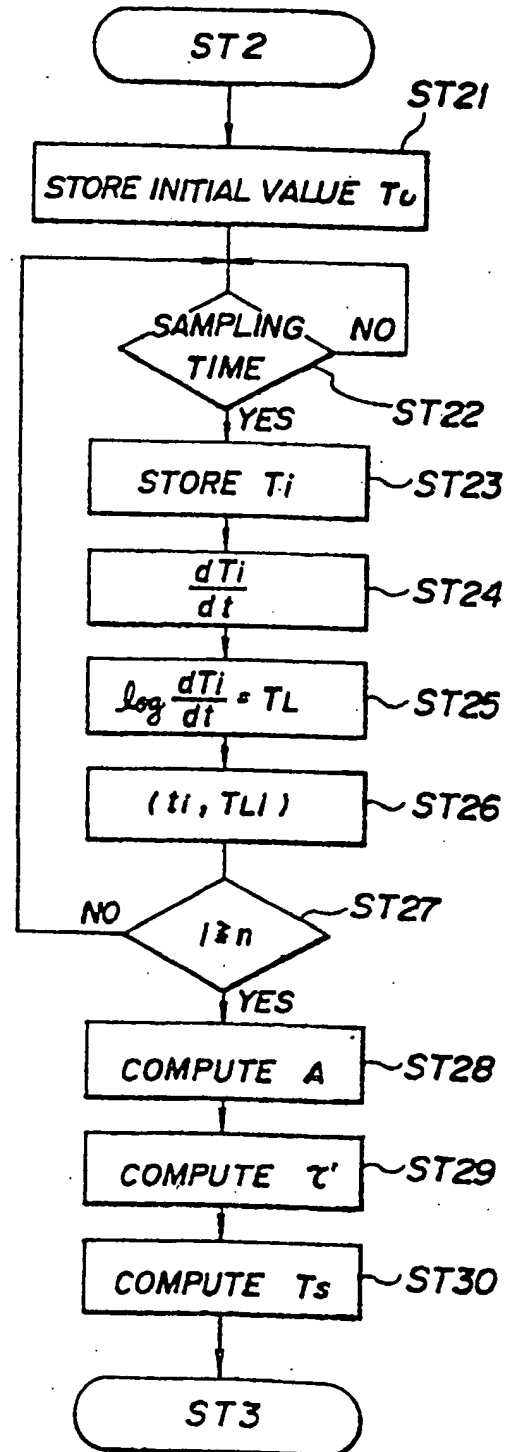 ST2
ST21
STORE INITIAL VALUE To
SAMPLING
TIME
NO
ST22
YES
STORE Ti
ST23
dTi
dt
ST24
log dTi/dt = TL
ST25
(ti, TLi)
ST26
NO
i ≧ n
ST27
YES
COMPUTE A
ST28
COMPUTE τ'
ST29
COMPUTE Ts
ST30
ST3